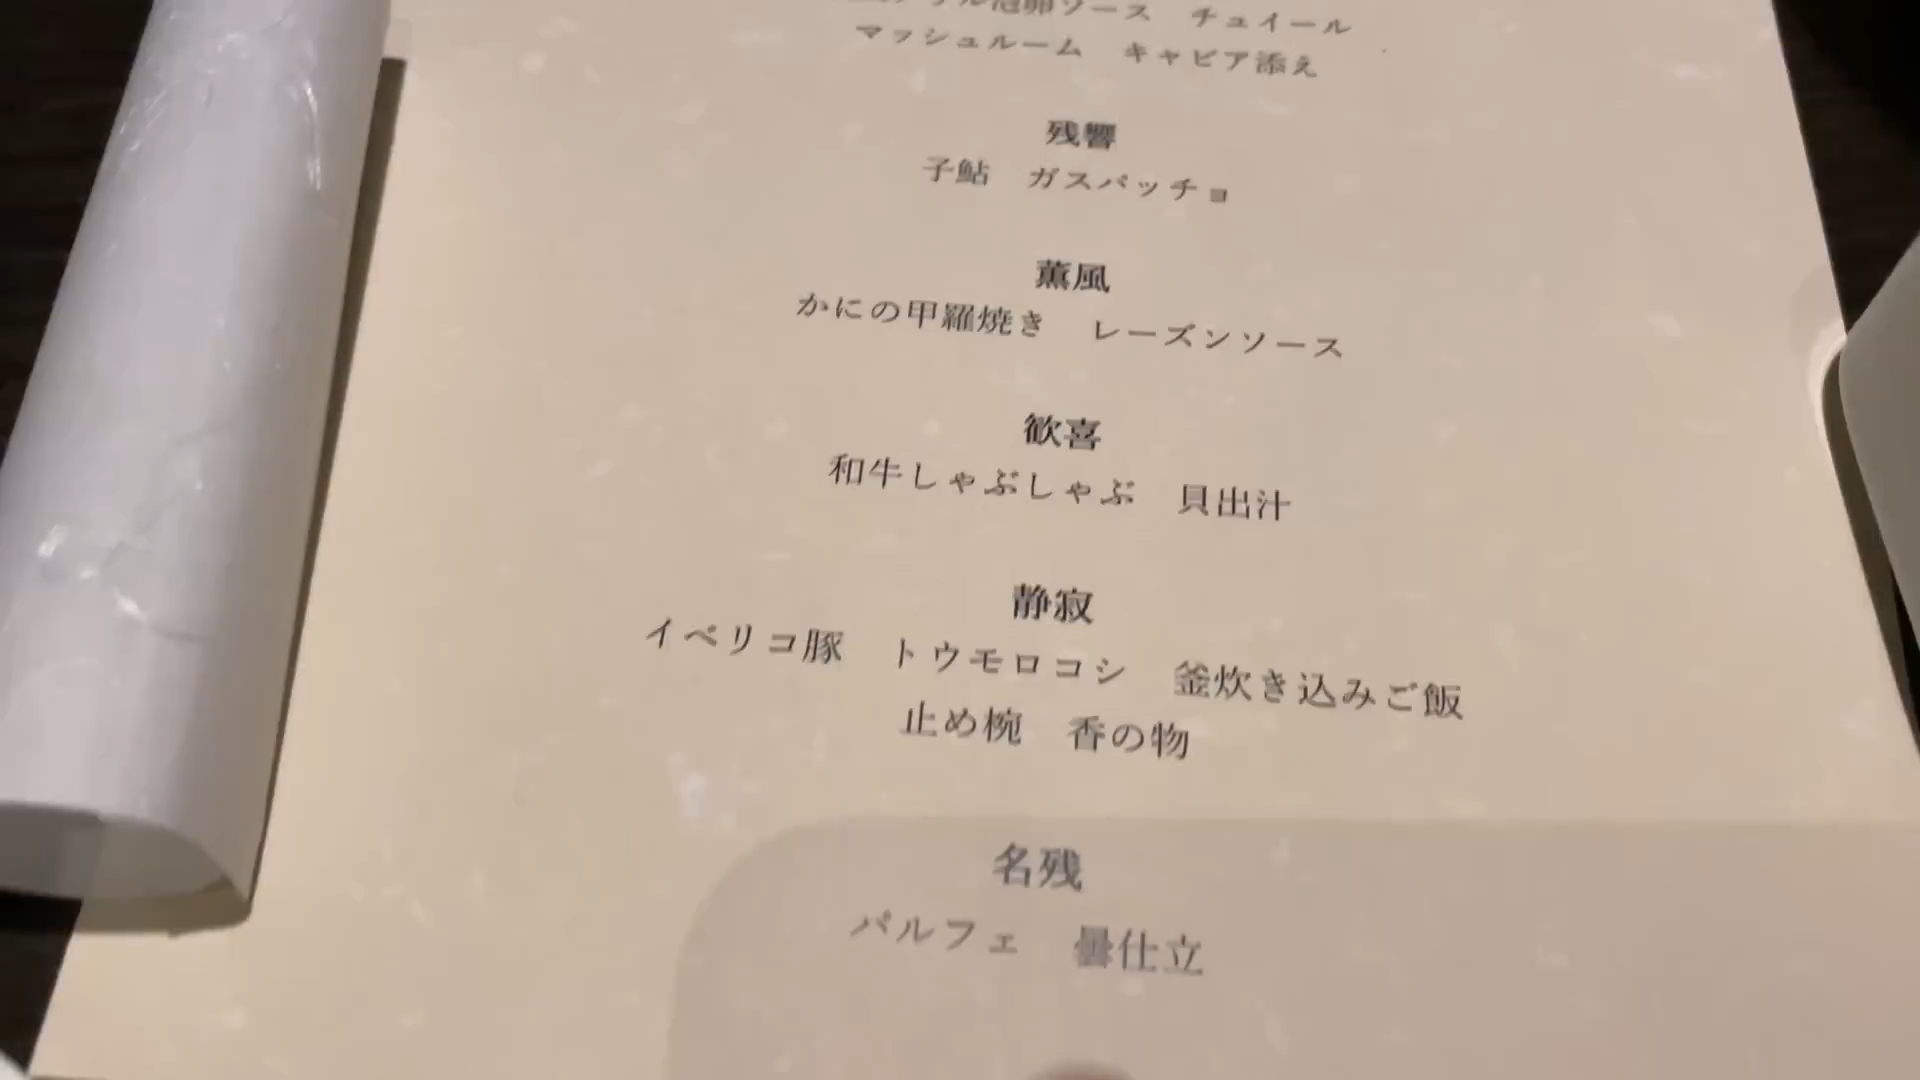 ソース　チュイール
マッシュルーム　キャビア添え
残響
子鮎　ガスパッチョ
薫風
かにの甲羅焼き　レーズンソース
歓喜
和牛しゃぶしゃぶ　貝出汁
静寂
イベリコ豚　トウモロコシ　釜炊き込みご飯
止め椀　香の物
名残
パルフェ　曇仕立